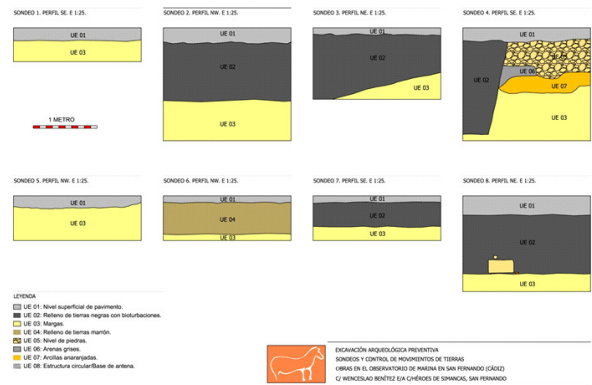 SONDEO 1. PERFIL SE. E 1:25.
UE 01
UE 03
SONDEO 2. PERFIL NW. E 1:25.
UE 01
UE 02
UE 03
SONDEO 3. PERFIL NE. E 1:25.
UE 01
UE 02
UE 03
SONDEO 4. PERFIL SE. E 1:25.
UE 01
UE 02
UE 06
UE 07
UE 03
1 METRO
SONDEO 5. PERFIL NW. E 1:25.
UE 01
UE 03
SONDEO 6. PERFIL NW. E 1:25.
UE 01
UE 04
UE 03
SONDEO 7. PERFIL SE. E 1:25.
UE 01
UE 02
UE 03
SONDEO 8. PERFIL NE. E 1:25.
UE 01
UE 02
UE 03
LEYENDA
UE 01: Nivel superficial de pavimento.
UE 02: Relleno de tierras negras con bioturbaciones.
UE 03: Margas.
UE 04: Relleno de tierras marrón.
UE 05: Nivel de piedras.
UE 06: Arenas grises.
UE 07: Arcillas anaranjadas.
UE 08: Estructura circular/Base de antena.
EXCAVACIÓN ARQUEOLÓGICA PREVENTIVA
SONDEOS Y CONTROL DE MOVIMIENTOS DE TIERRAS
OBRAS EN EL OBSERVATORIO DE MARINA EN SAN FERNANDO (CÁDIZ)
C/ WENCESLAO BENÍTEZ E/A C/HÉROES DE SIMANCAS, SAN FERNANDO